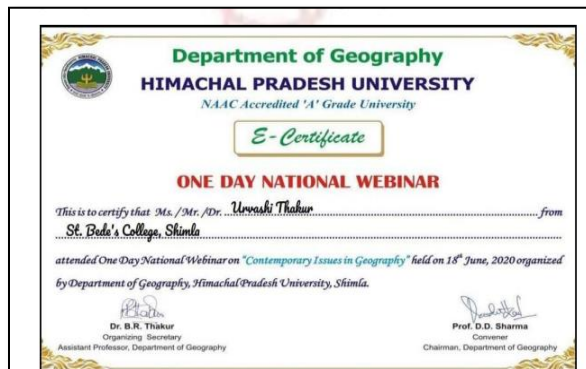 Department of Geography
HIMACHAL PRADESH UNIVERSITY
NAAC Accredited 'A' Grade University
E-Certificate
ONE DAY NATIONAL WEBINAR
This is to certify that Ms. /Mr. /Dr. Urvashi Thakur from
St. Bede's College, Shimla
attended One Day National Webinar on "Contemporary Issues in Geography" held on 18th June, 2020 organized
by Department of Geography, Himachal Pradesh University, Shimla.
Dr. B.R. Thakur
Organizing Secretary
Assistant Professor, Department of Geography
Prof. D.D. Sharma
Convener
Chairman, Department of Geography